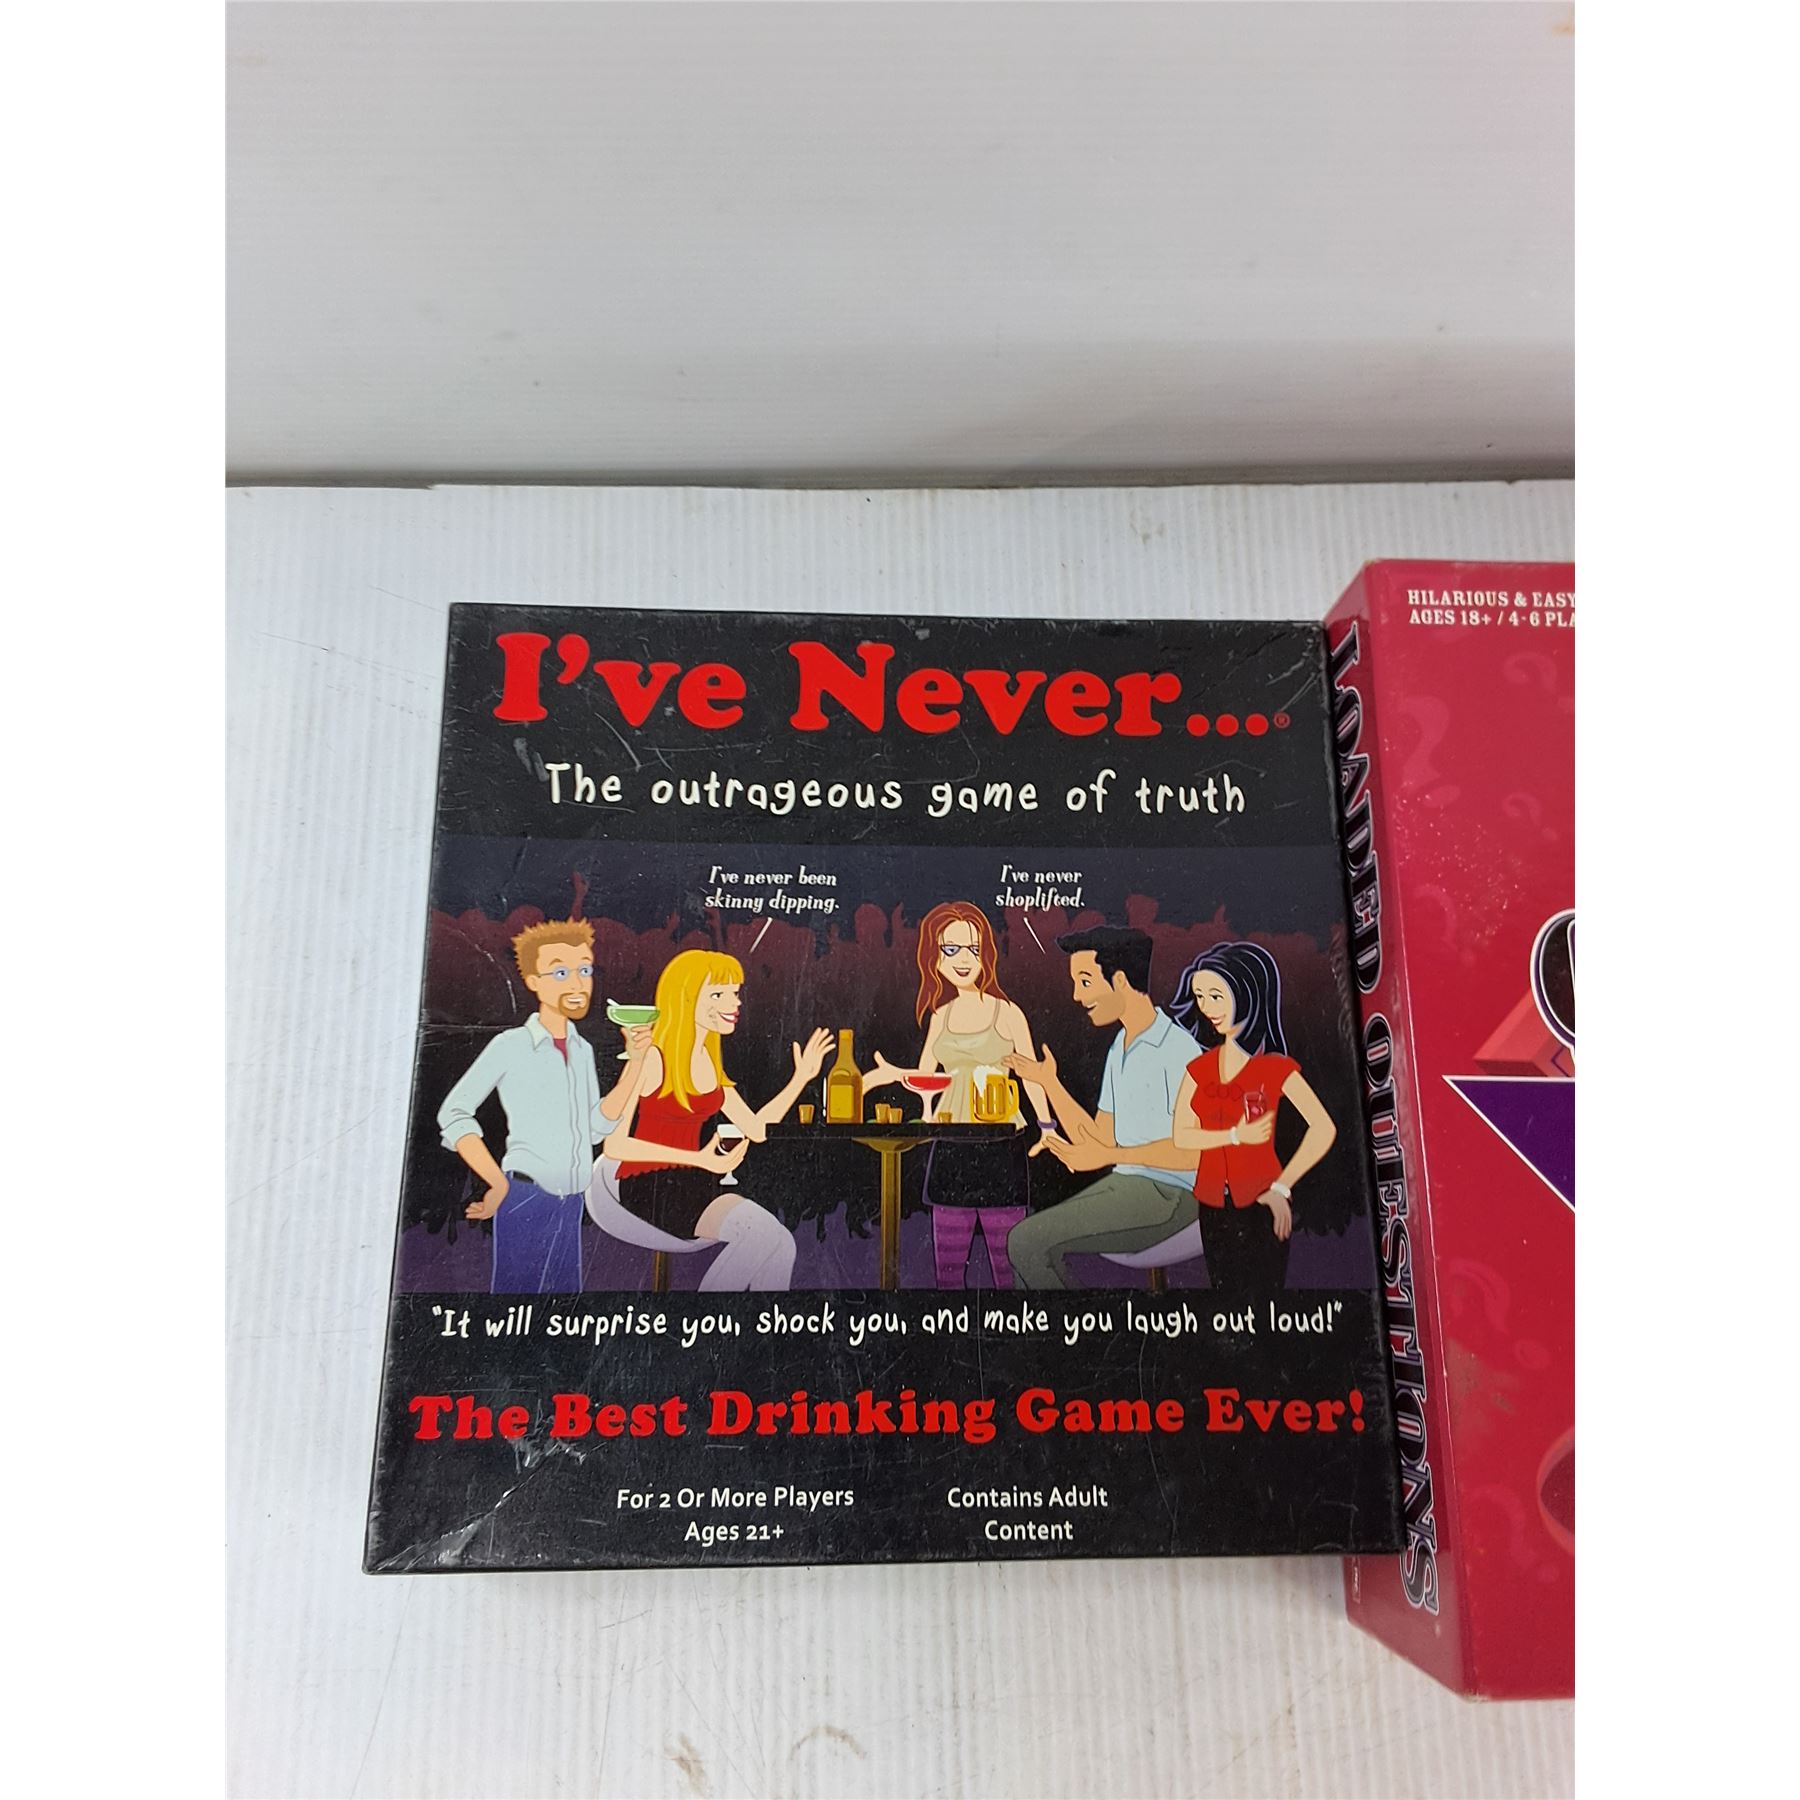 I've Never...®
The outrageous game of truth
I've never been
skinny dipping.
I've never
shoplifted.
"It will surprise you, shock you, and make you laugh out loud!"
The Best Drinking Game Ever!
For 2 Or More Players
Ages 21+
Contains Adult
Content
HILARIOUS & EASY
AGES 18+ / 4-6 PLA
LOADED QUESTIONS